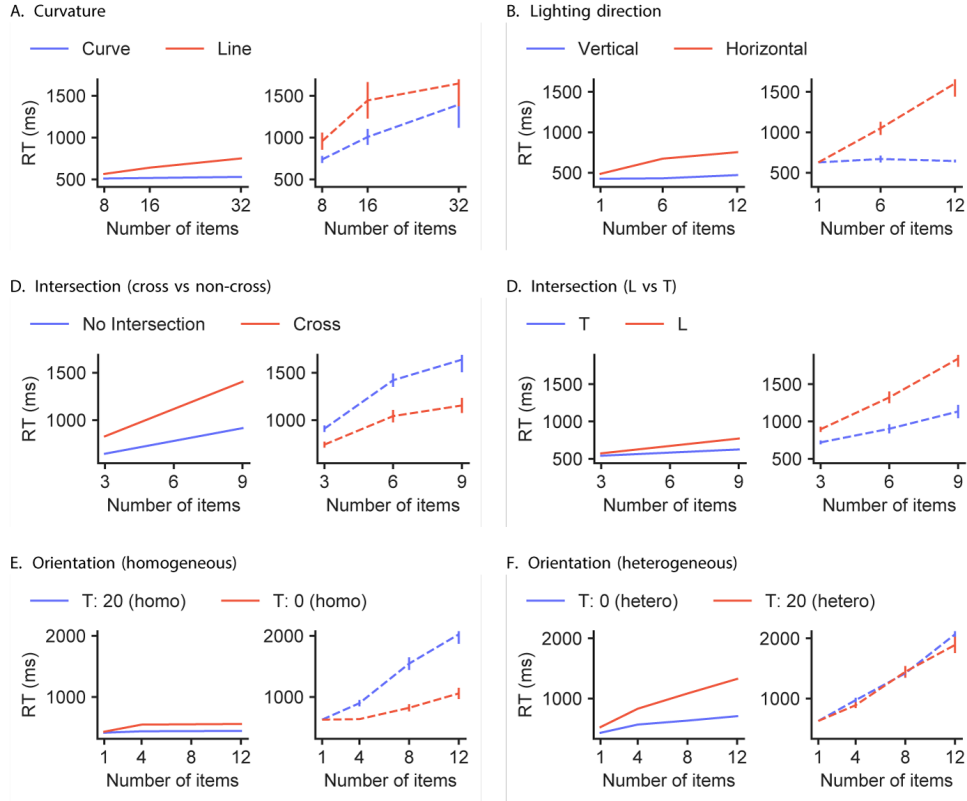 A. Curvature
Curve Line
RT (ms)
1500
1000
500
8 16 32
Number of items
1500
1000
500
8 16 32
Number of items
B. Lighting direction
Vertical Horizontal
RT (ms)
1500
1000
500
1 6 12
Number of items
1500
1000
500
1 6 12
Number of items
D. Intersection (cross vs non-cross)
No Intersection Cross
RT (ms)
1500
1000
3 6 9
Number of items
1500
1000
3 6 9
Number of items
D. Intersection (L vs T)
T L
RT (ms)
1500
1000
500
3 6 9
Number of items
1500
1000
500
3 6 9
Number of items
E. Orientation (homogeneous)
T: 20 (homo) T: 0 (homo)
RT (ms)
2000
1000
1 4 8 12
Number of items
2000
1000
1 4 8 12
Number of items
F. Orientation (heterogeneous)
T: 0 (hetero) T: 20 (hetero)
RT (ms)
2000
1000
1 4 8 12
Number of items
2000
1000
1 4 8 12
Number of items